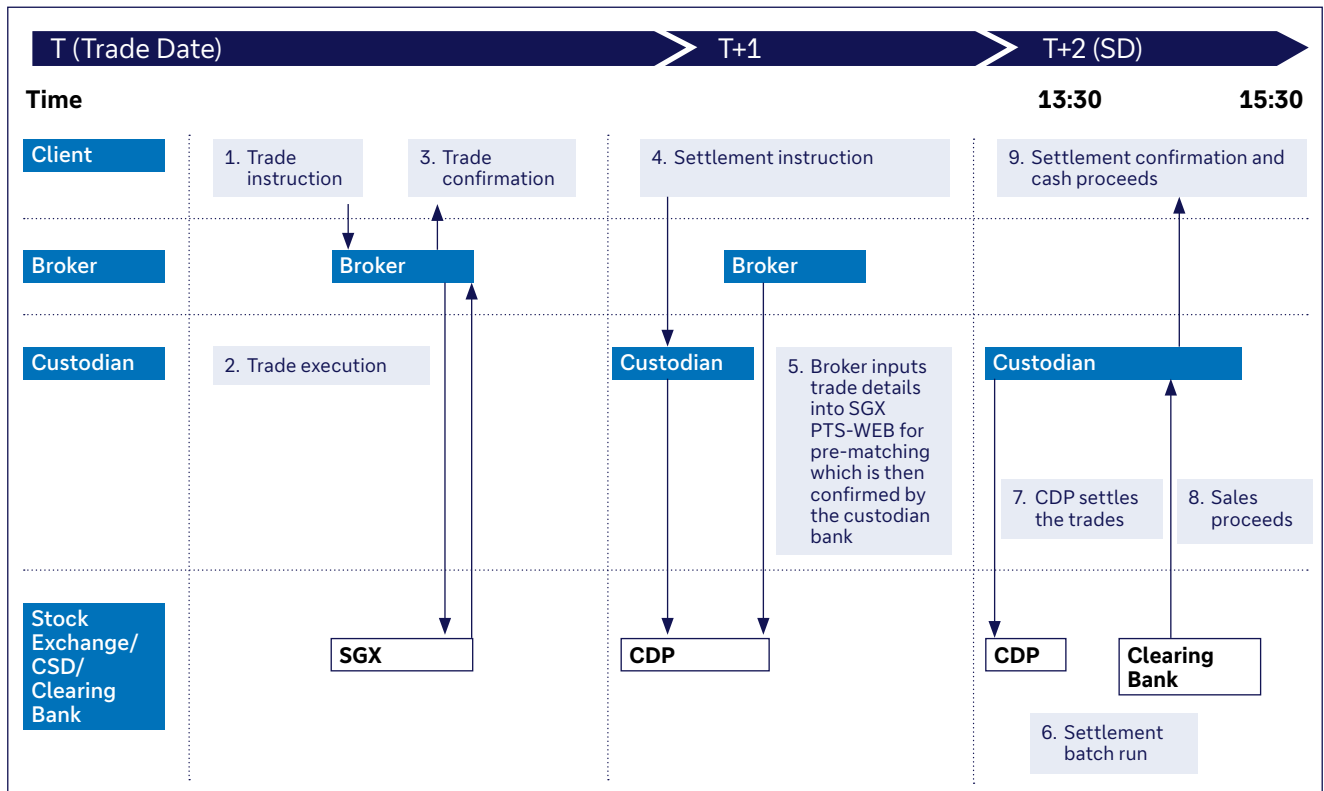 T (Trade Date)
T+1
T+2 (SD)
Time
13:30
15:30
Client
1. Trade
instruction
3. Trade
confirmation
4. Settlement instruction
9. Settlement confirmation and
cash proceeds
Broker
Broker
Broker
Custodian
2. Trade execution
Custodian
5. Broker inputs
trade details
into SGX
PTS-WEB for
pre-matching
which is then
confirmed by
the custodian
bank
Custodian
7. CDP settles
the trades
8. Sales
proceeds
Stock
Exchange/
CSD/
Clearing
Bank
SGX
CDP
CDP
Clearing
Bank
6. Settlement
batch run